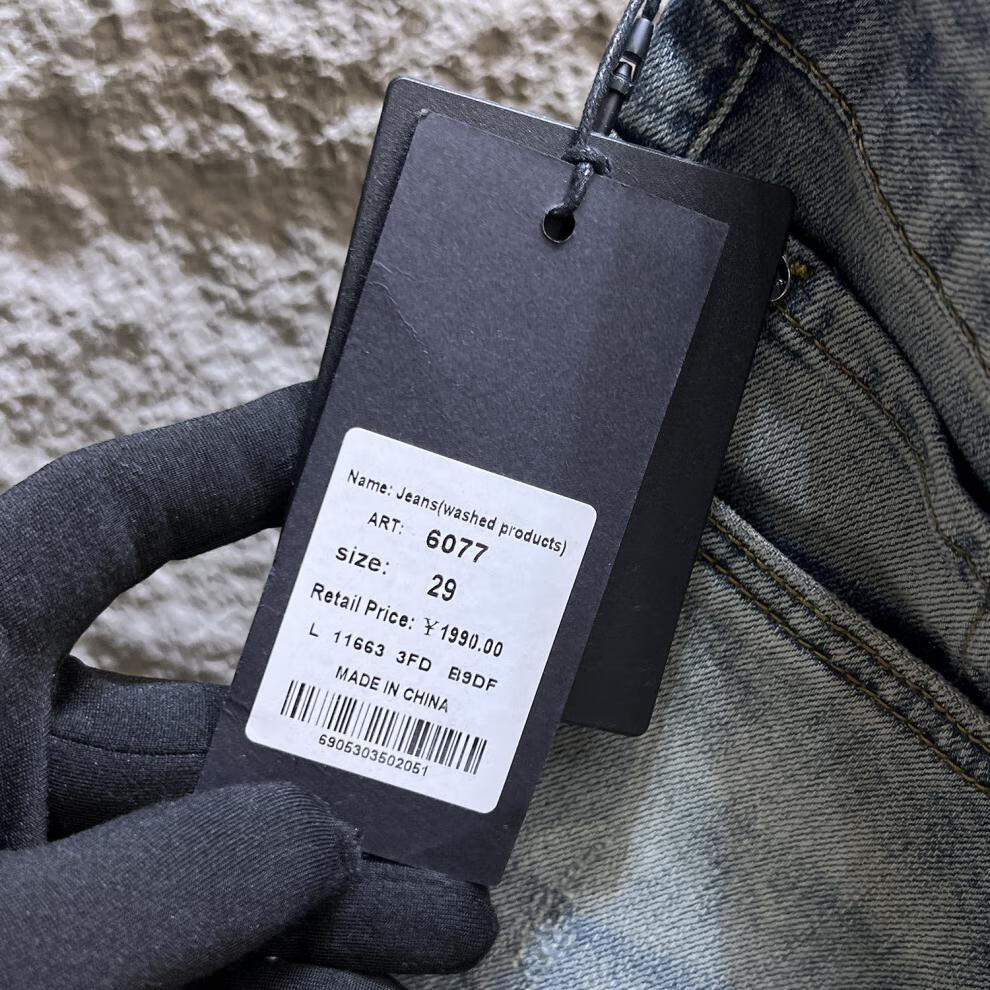 Name: Jeans(washed products)
ART: 6077
size: 29
Retail Price: ¥1990.00
L 11663 3FD B9DF
MADE IN CHINA
6905303502051